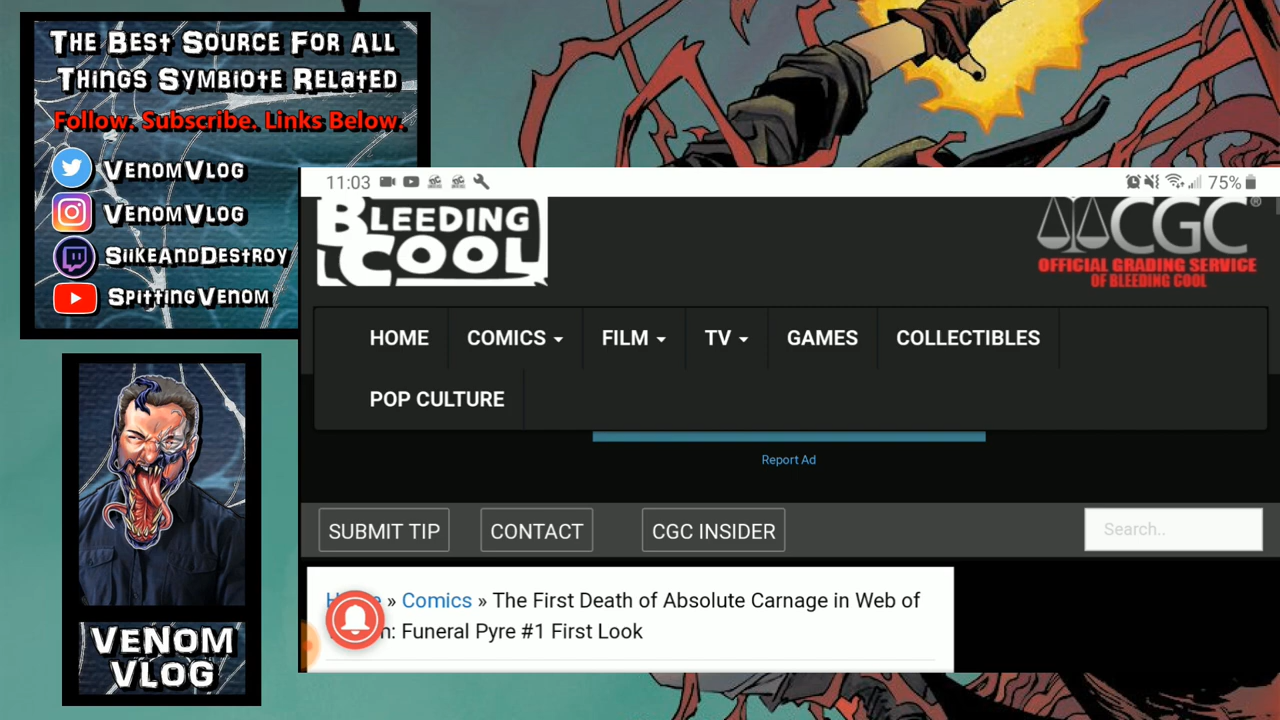 THE BEST SOURCE FOR ALL
THINGS SYMBIOTE RELATED
Follow. Subscribe. Links Below.
VENOMVLOG
VENOMVLOG
SIIKEANDDESTROY
SPITTINGVENOM
VENOM
VLOG
11:03
75%
BLEEDING
COOL
CGC®
OFFICIAL GRADING SERVICE
OF BLEEDING COOL
HOME
COMICS
FILM
TV
GAMES
COLLECTIBLES
POP CULTURE
Report Ad
SUBMIT TIP
CONTACT
CGC INSIDER
Search..
» Comics » The First Death of Absolute Carnage in Web of
: Funeral Pyre #1 First Look